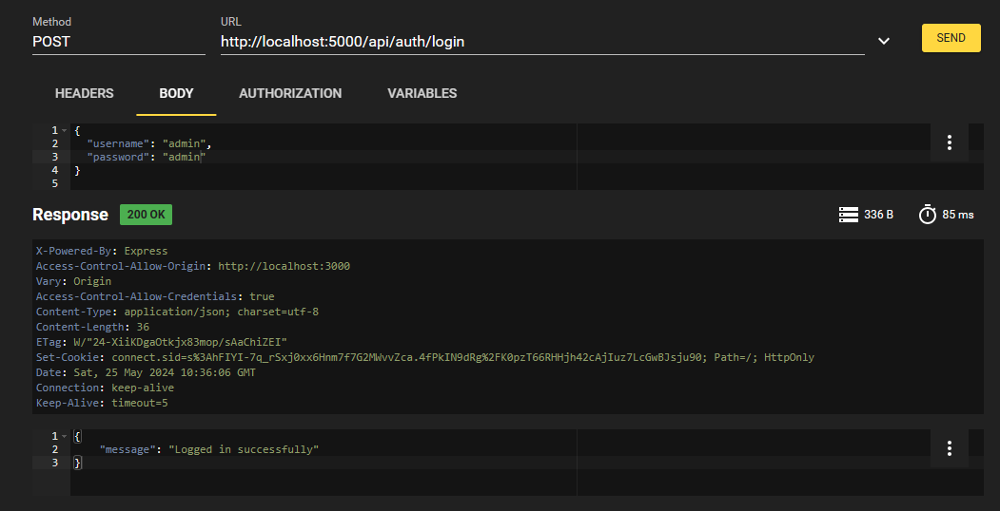 Method
URL
POST
http://localhost:5000/api/auth/login
SEND
HEADERS
BODY
AUTHORIZATION
VARIABLES
1 {
2 "username": "admin",
3 "password": "admin"
4 }
5
Response
200 OK
336 B
85 ms
X-Powered-By: Express
Access-Control-Allow-Origin: http://localhost:3000
Vary: Origin
Access-Control-Allow-Credentials: true
Content-Type: application/json; charset=utf-8
Content-Length: 36
ETag: W/"24-XiiKDgaOtkjx83mop/sAaChiZEI"
Set-Cookie: connect.sid=s%3AhFIYI-7q_rSxj0xx6Hnm7f7G2MWvvZca.4fPkIN9dRg%2FK0pzT66RHHjh42cAjIuz7LcGwBJsju90; Path=/; HttpOnly
Date: Sat, 25 May 2024 10:36:06 GMT
Connection: keep-alive
Keep-Alive: timeout=5
1 {
2 "message": "Logged in successfully"
3 }